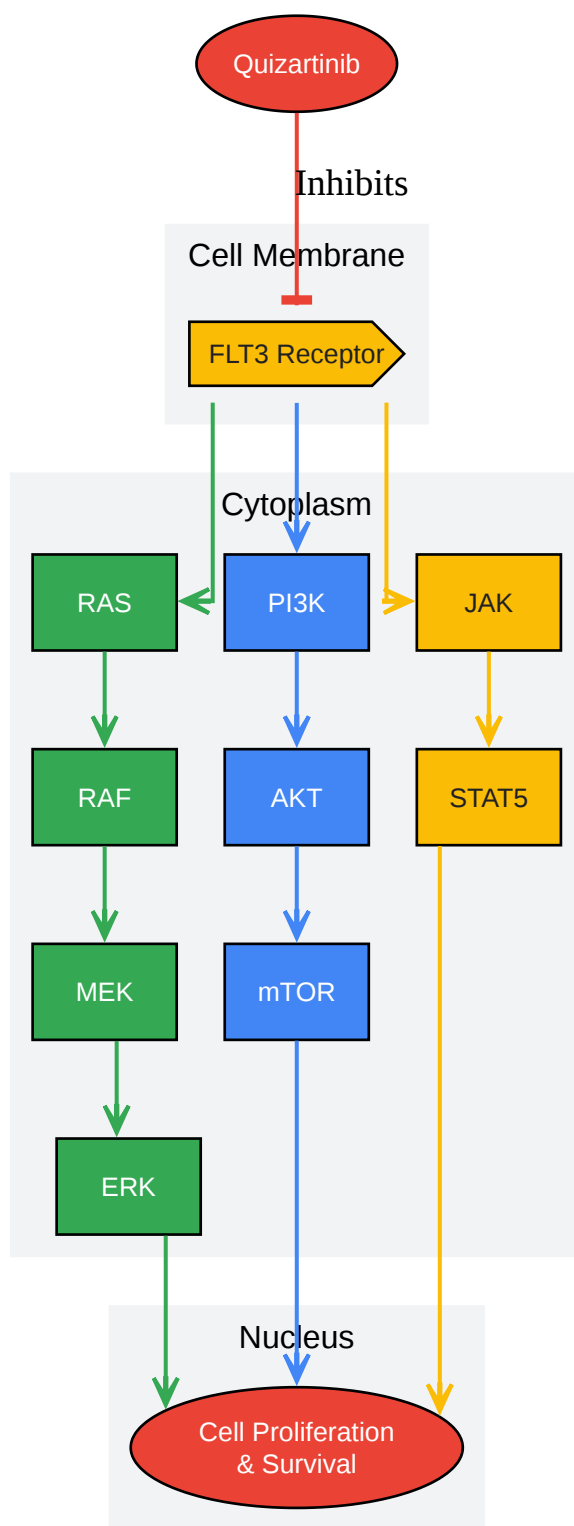 Quizartinib
Inhibits
Cell Membrane
FLT3 Receptor
Cytoplasm
RAS
PI3K
JAK
RAF
AKT
STAT5
MEK
mTOR
ERK
Nucleus
Cell Proliferation
& Survival